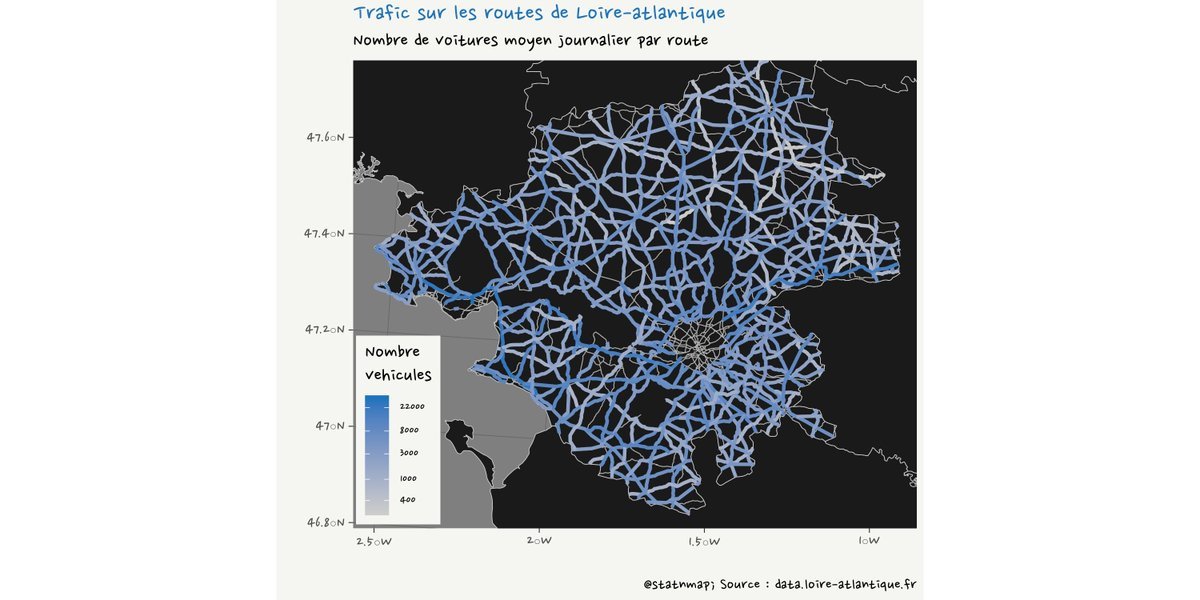 Trafic sur les routes de Loire-atlantique
Nombre de voitures moyen journalier par route
47.6○N
47.4○N
47.2○N
47○N
46.8○N
Nombre
vehicules
22000
8000
3000
1000
400
2.5○W
2○W
1.5○W
1○W
@statnmap; Source : data.loire-atlantique.fr